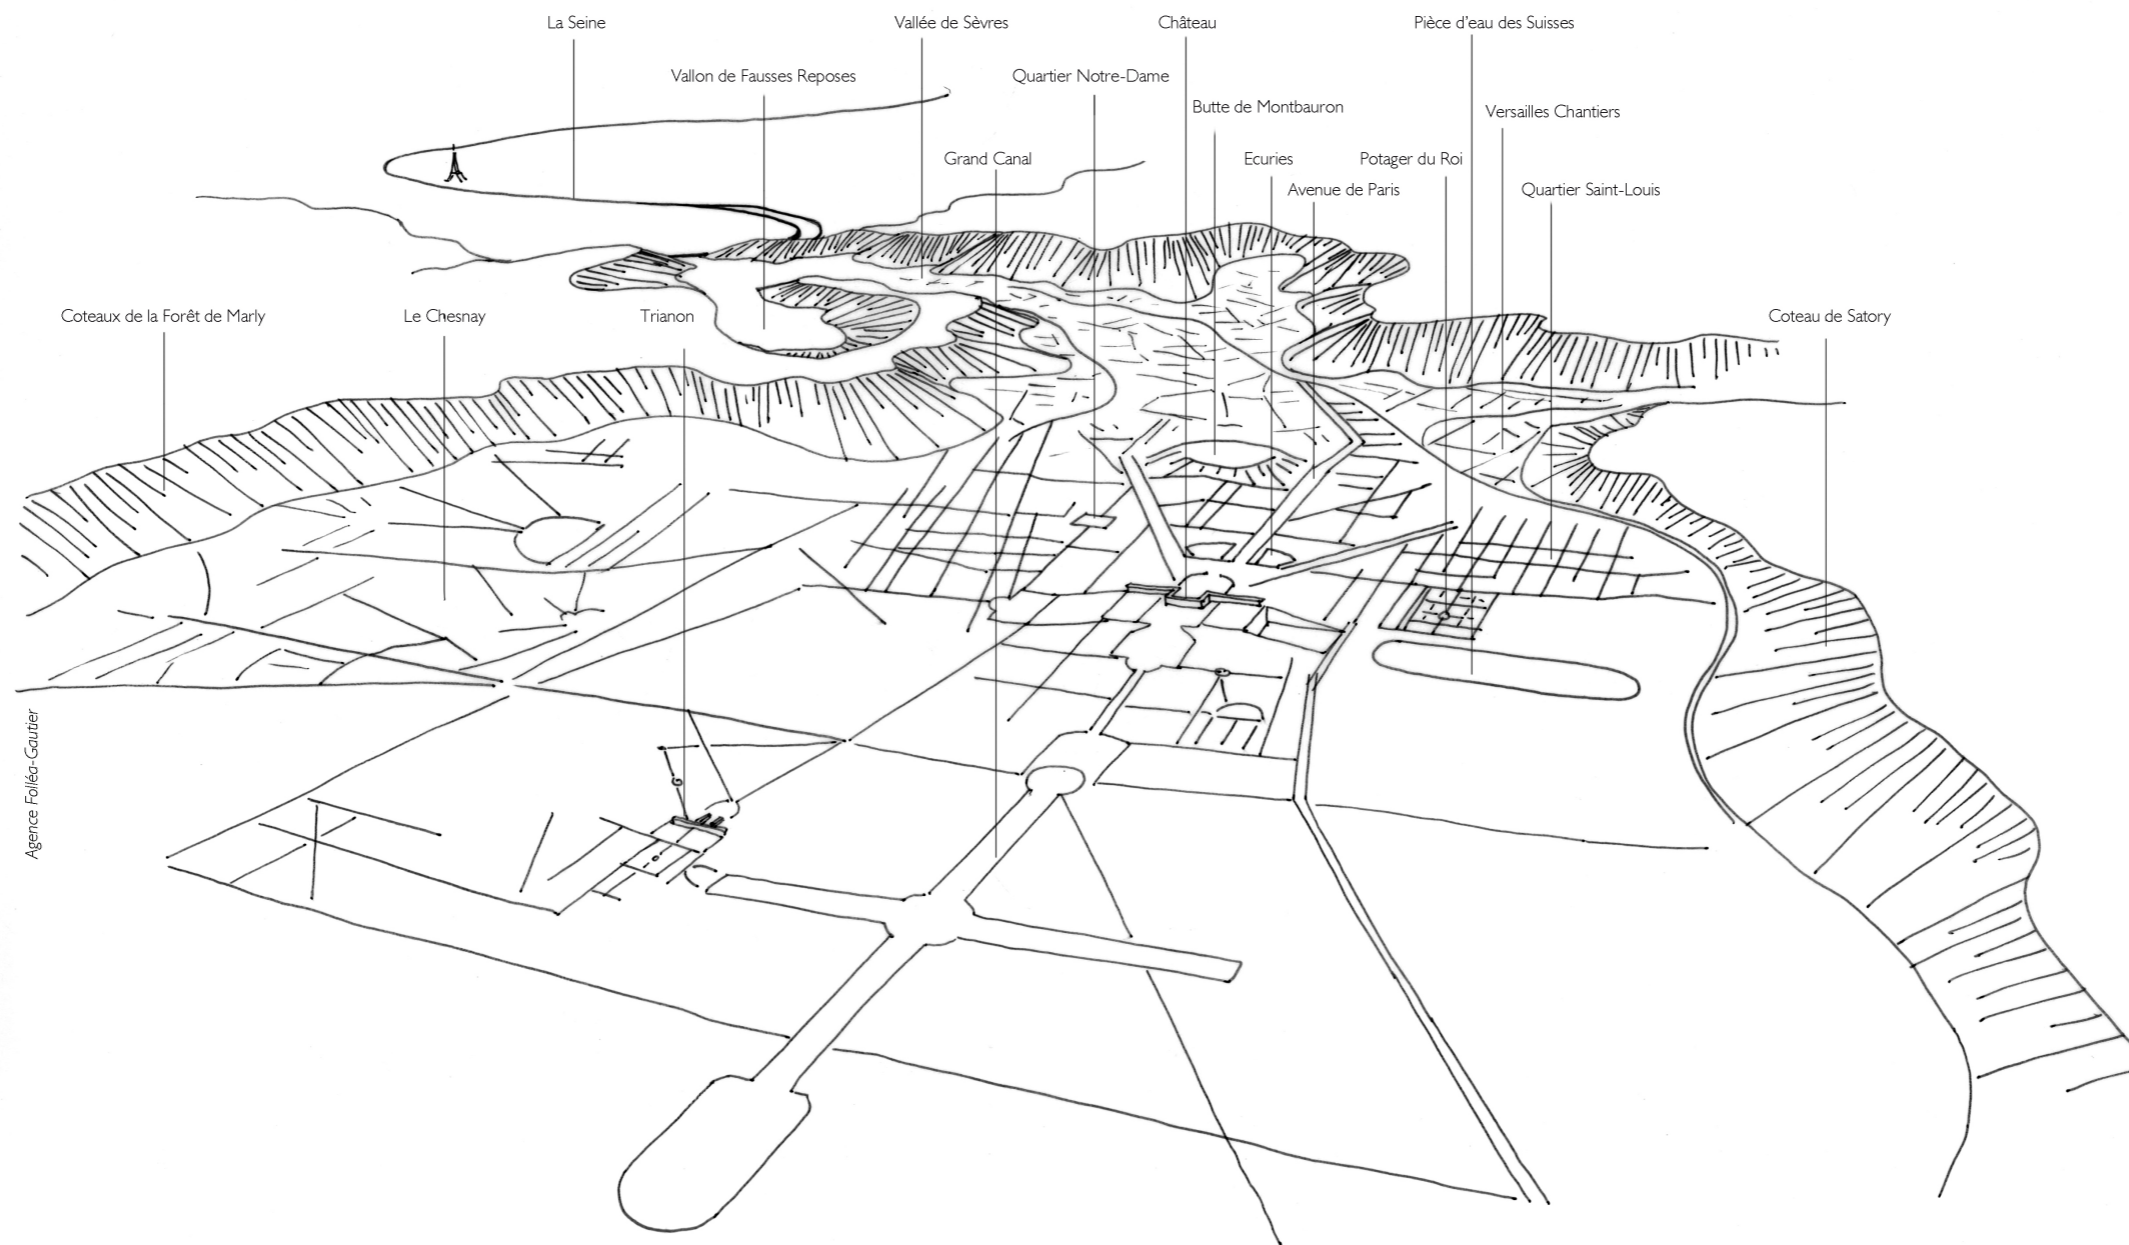 La Seine
Vallée de Sèvres
Château
Pièce d'eau des Suisses
Vallon de Fausses Reposes
Quartier Notre-Dame
Butte de Montbauron
Versailles Chantiers
Grand Canal
Ecuries
Potager du Roi
Avenue de Paris
Quartier Saint-Louis
Coteaux de la Forêt de Marly
Le Chesnay
Trianon
Coteau de Satory
Agence Folléa-Gautier